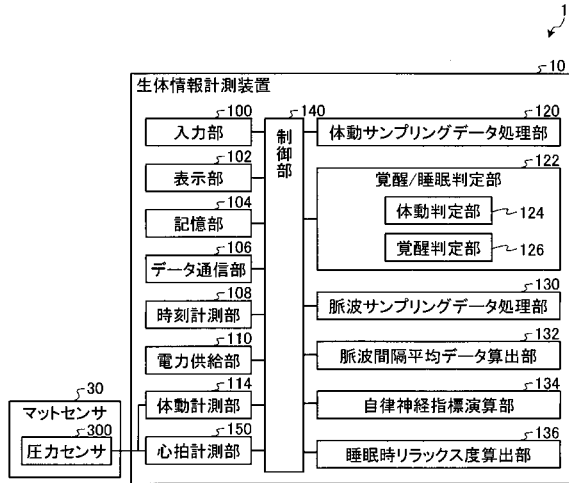 1
10
生体情報計測装置
100
入力部
102
表示部
104
記憶部
106
データ通信部
108
時刻計測部
110
電力供給部
114
体動計測部
150
心拍計測部
30
マットセンサ
300
圧力センサ
140
制御部
120
体動サンプリングデータ処理部
122
覚醒/睡眠判定部
体動判定部
124
覚醒判定部
126
130
脈波サンプリングデータ処理部
132
脈波間隔平均データ算出部
134
自律神経指標演算部
136
睡眠時リラックス度算出部